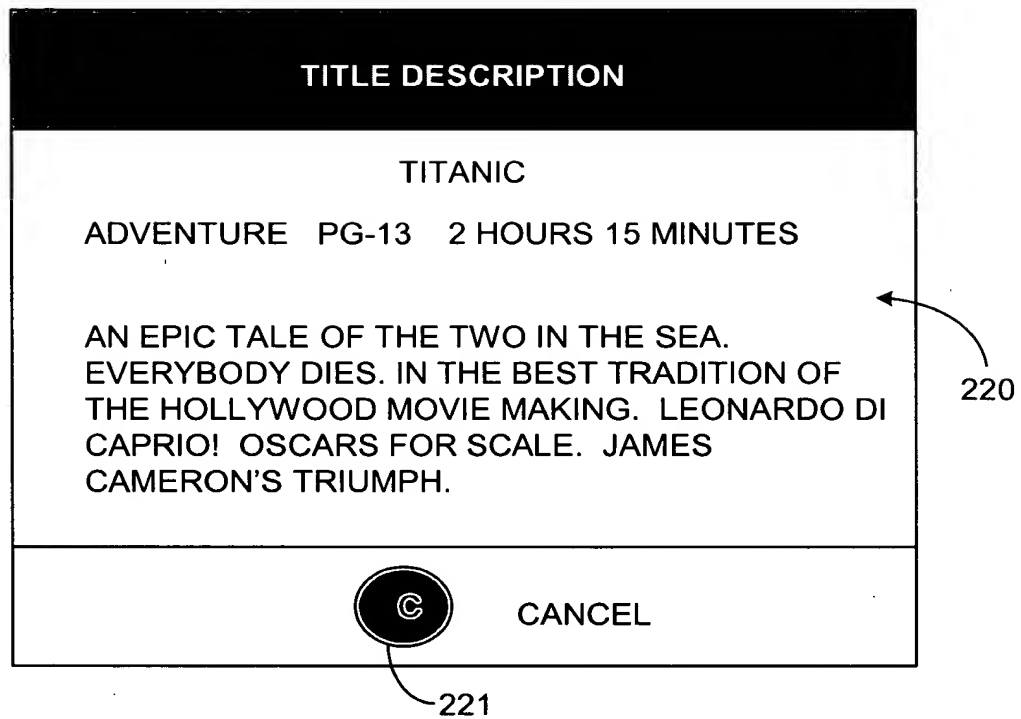 TITLE DESCRIPTION
TITANIC
ADVENTURE PG-13 2 HOURS 15 MINUTES
AN EPIC TALE OF THE TWO IN THE SEA.
EVERYBODY DIES. IN THE BEST TRADITION OF
THE HOLLYWOOD MOVIE MAKING. LEONARDO DI
CAPRIO! OSCARS FOR SCALE. JAMES
CAMERON'S TRIUMPH.
220
C CANCEL
221